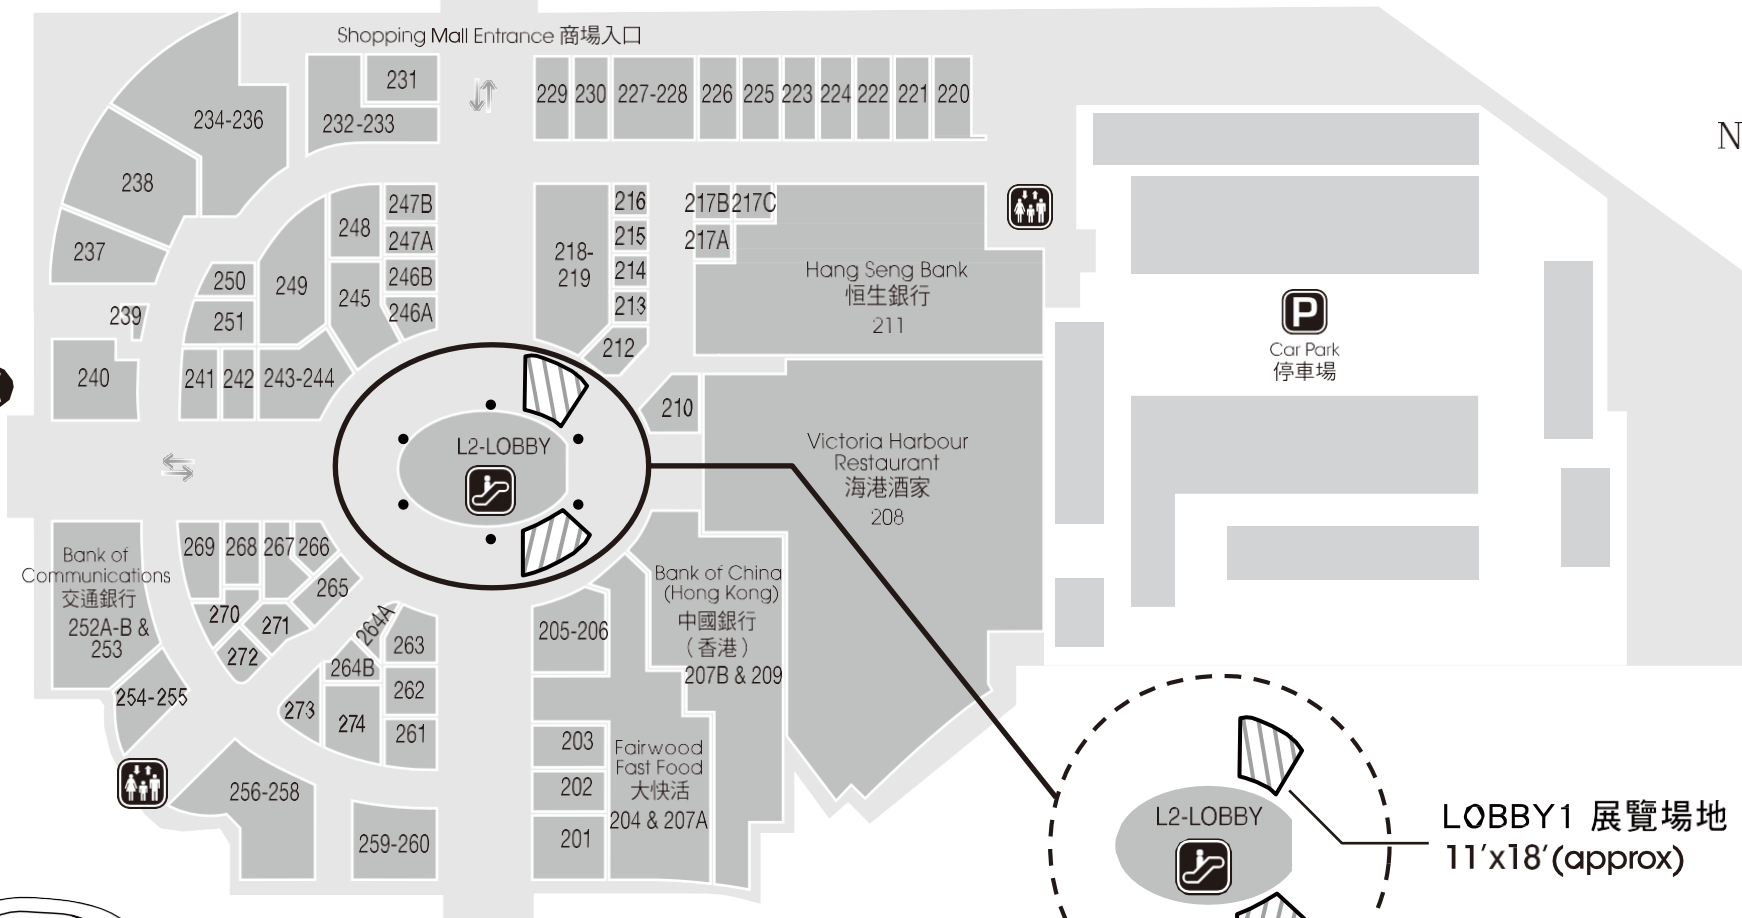 Shopping Mall Entrance 商場入口
231
232-233
234-236
238
237
239
240
229 230 227-228 226 225 223 224 222 221 220
N
247B
247A
246B
246A
248
245
249
250
251
241 242 243-244
218-
219
216
215
214
213
212
210
217B 217C
217A
Hang Seng Bank
恒生銀行
211
P
Car Park
停車場
L2-LOBBY
Victoria Harbour
Restaurant
海港酒家
208
Bank of
Communications
交通銀行
252A-B &
253
254-255
269 268 267 266
265
270
271
272
264A
263
264B
262
273
274
261
256-258
259-260
205-206
203
202
201
Bank of China
(Hong Kong)
中國銀行
（香港）
207B & 209
Fairwood
Fast Food
大快活
204 & 207A
L2-LOBBY
LOBBY1 展覽場地
11'x18'(approx)